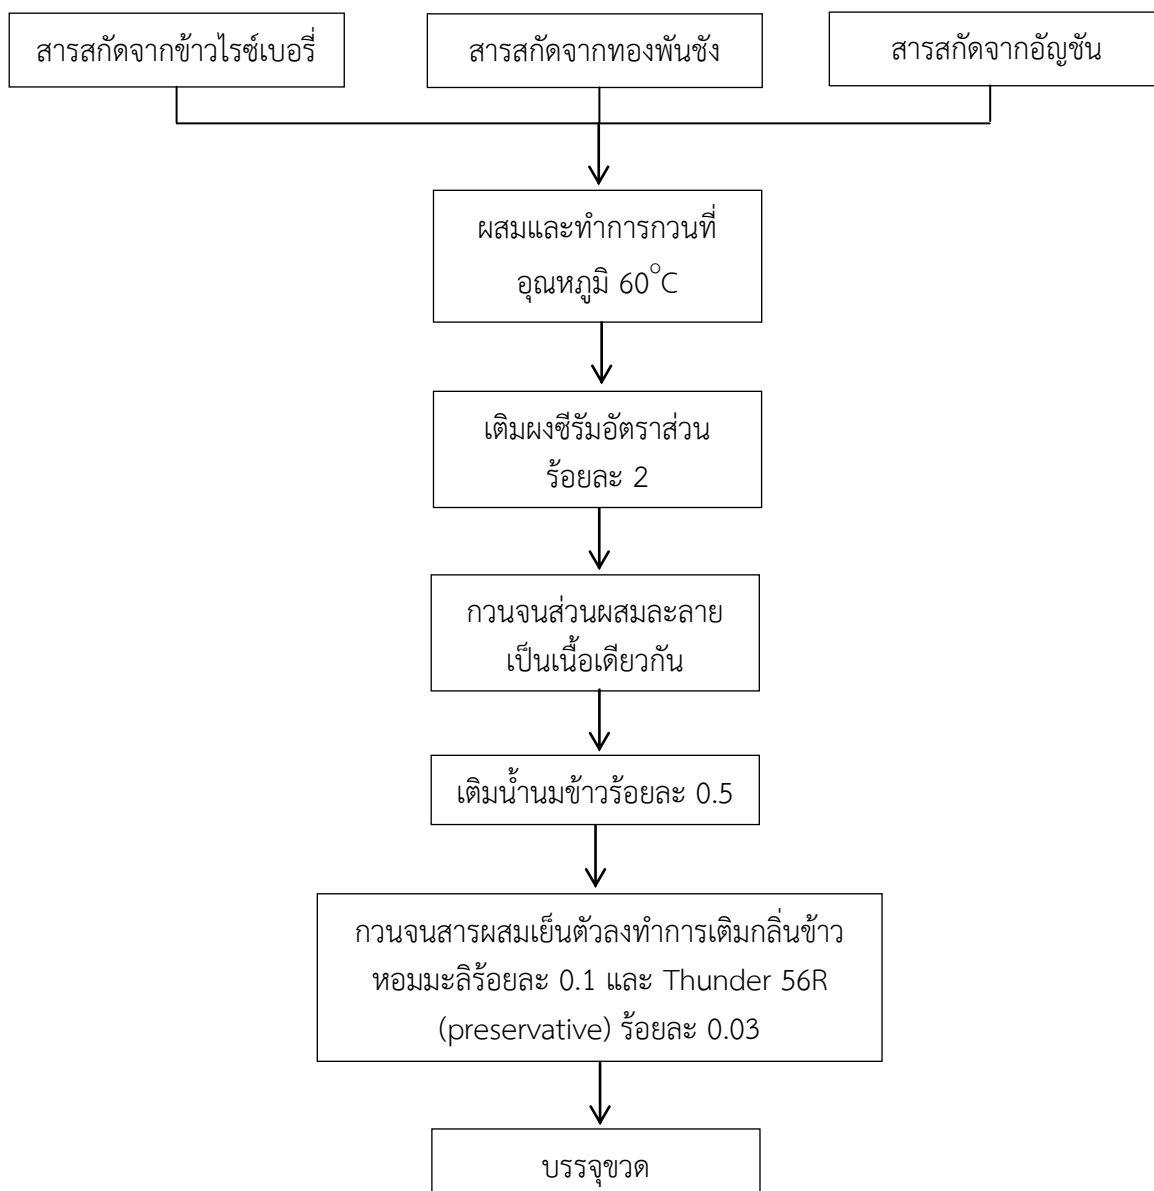 สารสกัดจากข้าวไรซ์เบอรี่
สารสกัดจากทองพันชัง
สารสกัดจากอัญชัน
ผสมและทำการกวนที่
อุณหภูมิ 60°C
เติมผงซีรัมอัตราส่วน
ร้อยละ 2
กวนจนส่วนผสมละลาย
เป็นเนื้อเดียวกัน
เติมน้ำนมข้าวร้อยละ 0.5
กวนจนสารผสมเย็นตัวลงทำการเติมกลิ่นข้าว
หอมมะลิร้อยละ 0.1 และ Thunder 56R
(preservative) ร้อยละ 0.03
บรรจุขวด